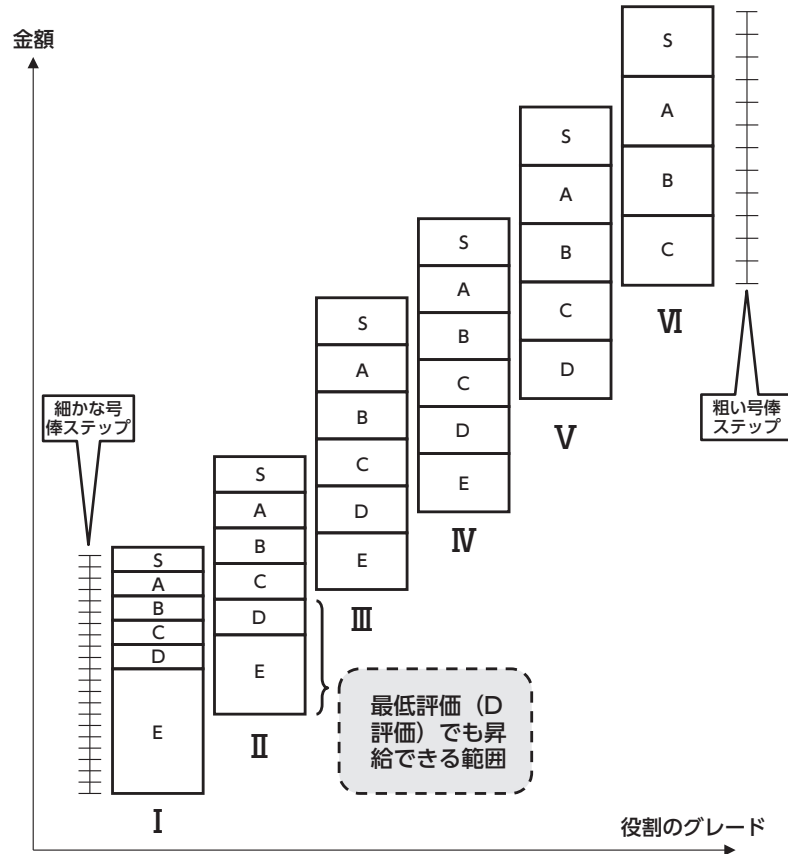 金額
S
A
B
C
Ⅵ
S
A
B
C
D
Ⅴ
S
A
B
C
D
E
Ⅳ
S
A
B
C
D
E
Ⅲ
S
A
B
C
D
E
Ⅱ
S
A
B
C
D
E
Ⅰ
細かな号
俸ステップ
粗い号俸
ステップ
最低評価（D
評価）でも昇
給できる範囲
役割のグレード